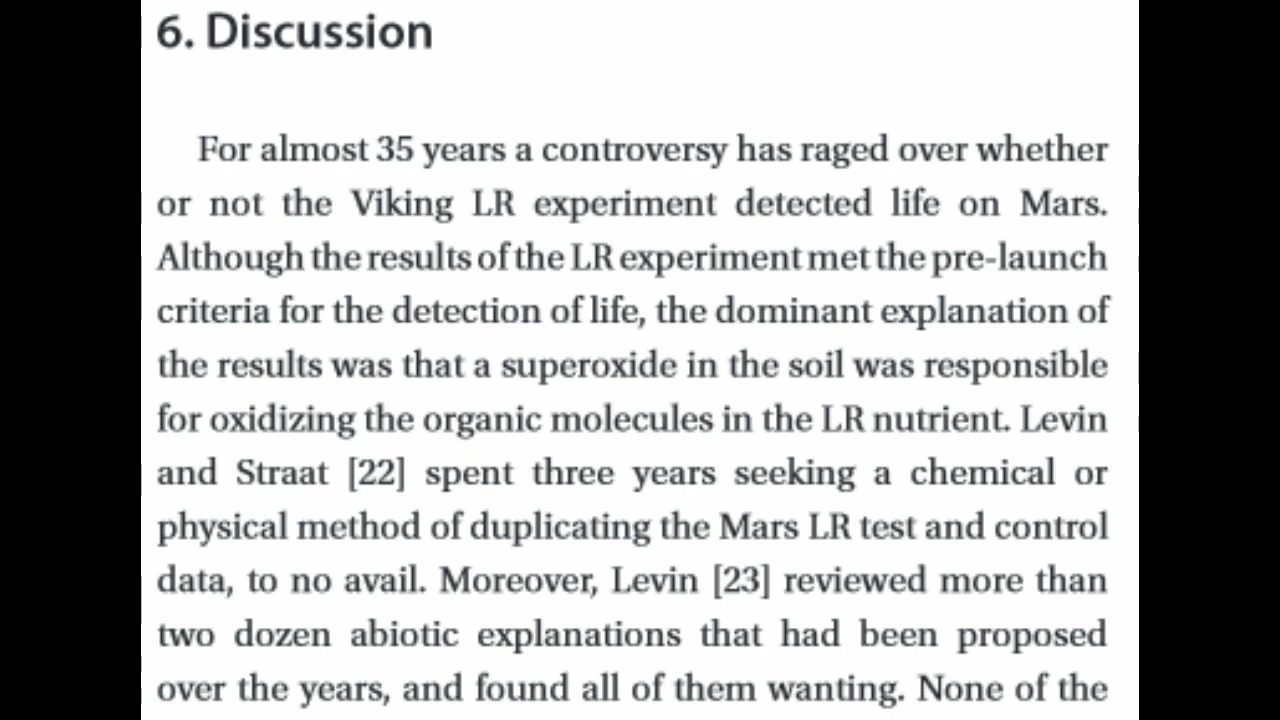 6. Discussion
For almost 35 years a controversy has raged over whether
or not the Viking LR experiment detected life on Mars.
Although the results of the LR experiment met the pre-launch
criteria for the detection of life, the dominant explanation of
the results was that a superoxide in the soil was responsible
for oxidizing the organic molecules in the LR nutrient. Levin
and Straat [22] spent three years seeking a chemical or
physical method of duplicating the Mars LR test and control
data, to no avail. Moreover, Levin [23] reviewed more than
two dozen abiotic explanations that had been proposed
over the years, and found all of them wanting. None of the